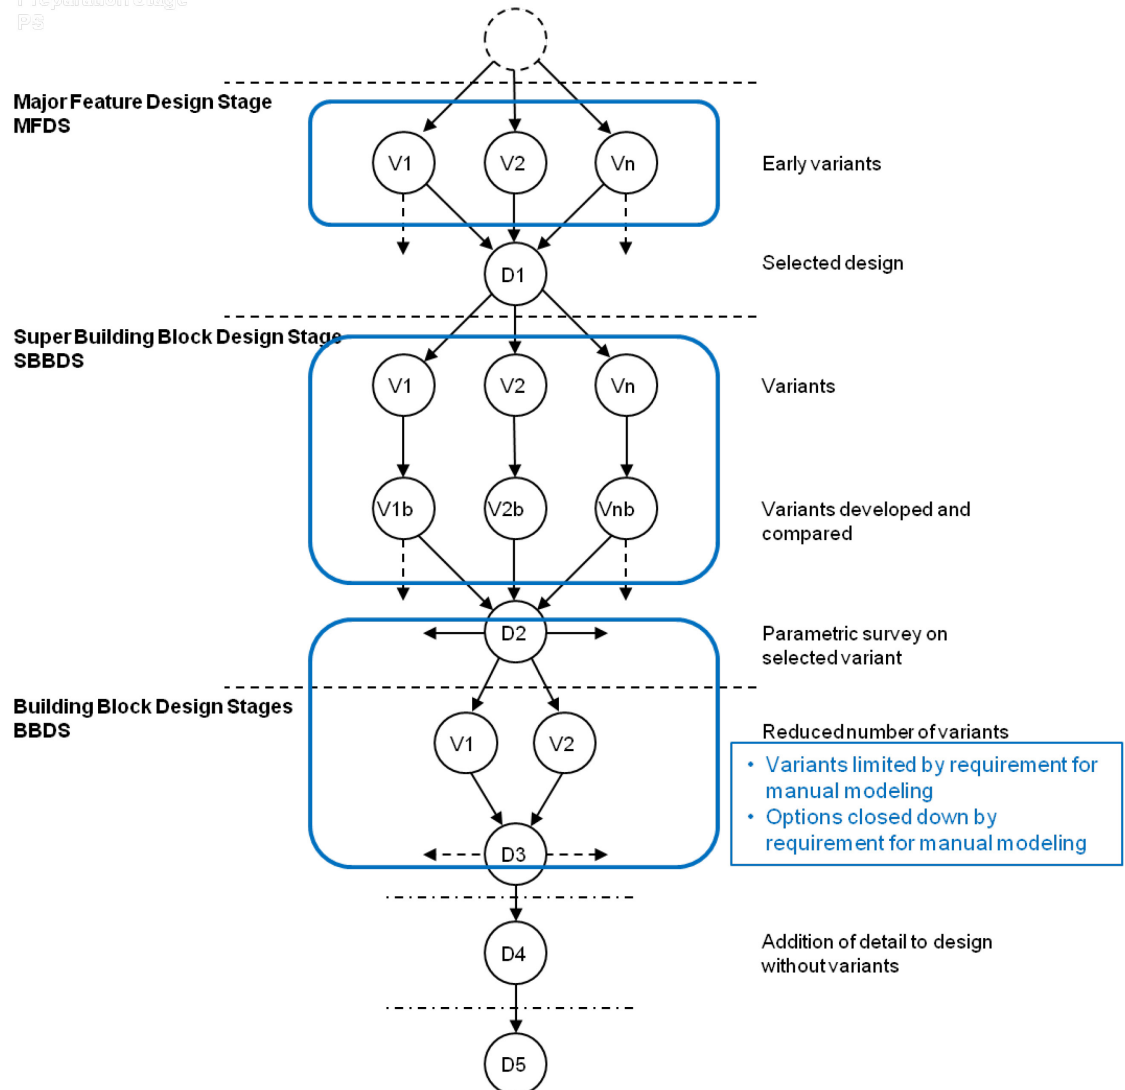 Preparation Stage
P3
Major Feature Design Stage
MFDS
V1
V2
Vn
Early variants
D1
Selected design
Super Building Block Design Stage
SBBDS
V1
V2
Vn
Variants
V1b
V2b
Vnb
Variants developed and
compared
D2
Parametric survey on
selected variant
Building Block Design Stages
BBDS
V1
V2
Reduced number of variants
• Variants limited by requirement for
manual modeling
• Options closed down by
requirement for manual modeling
D3
D4
Addition of detail to design
without variants
D5